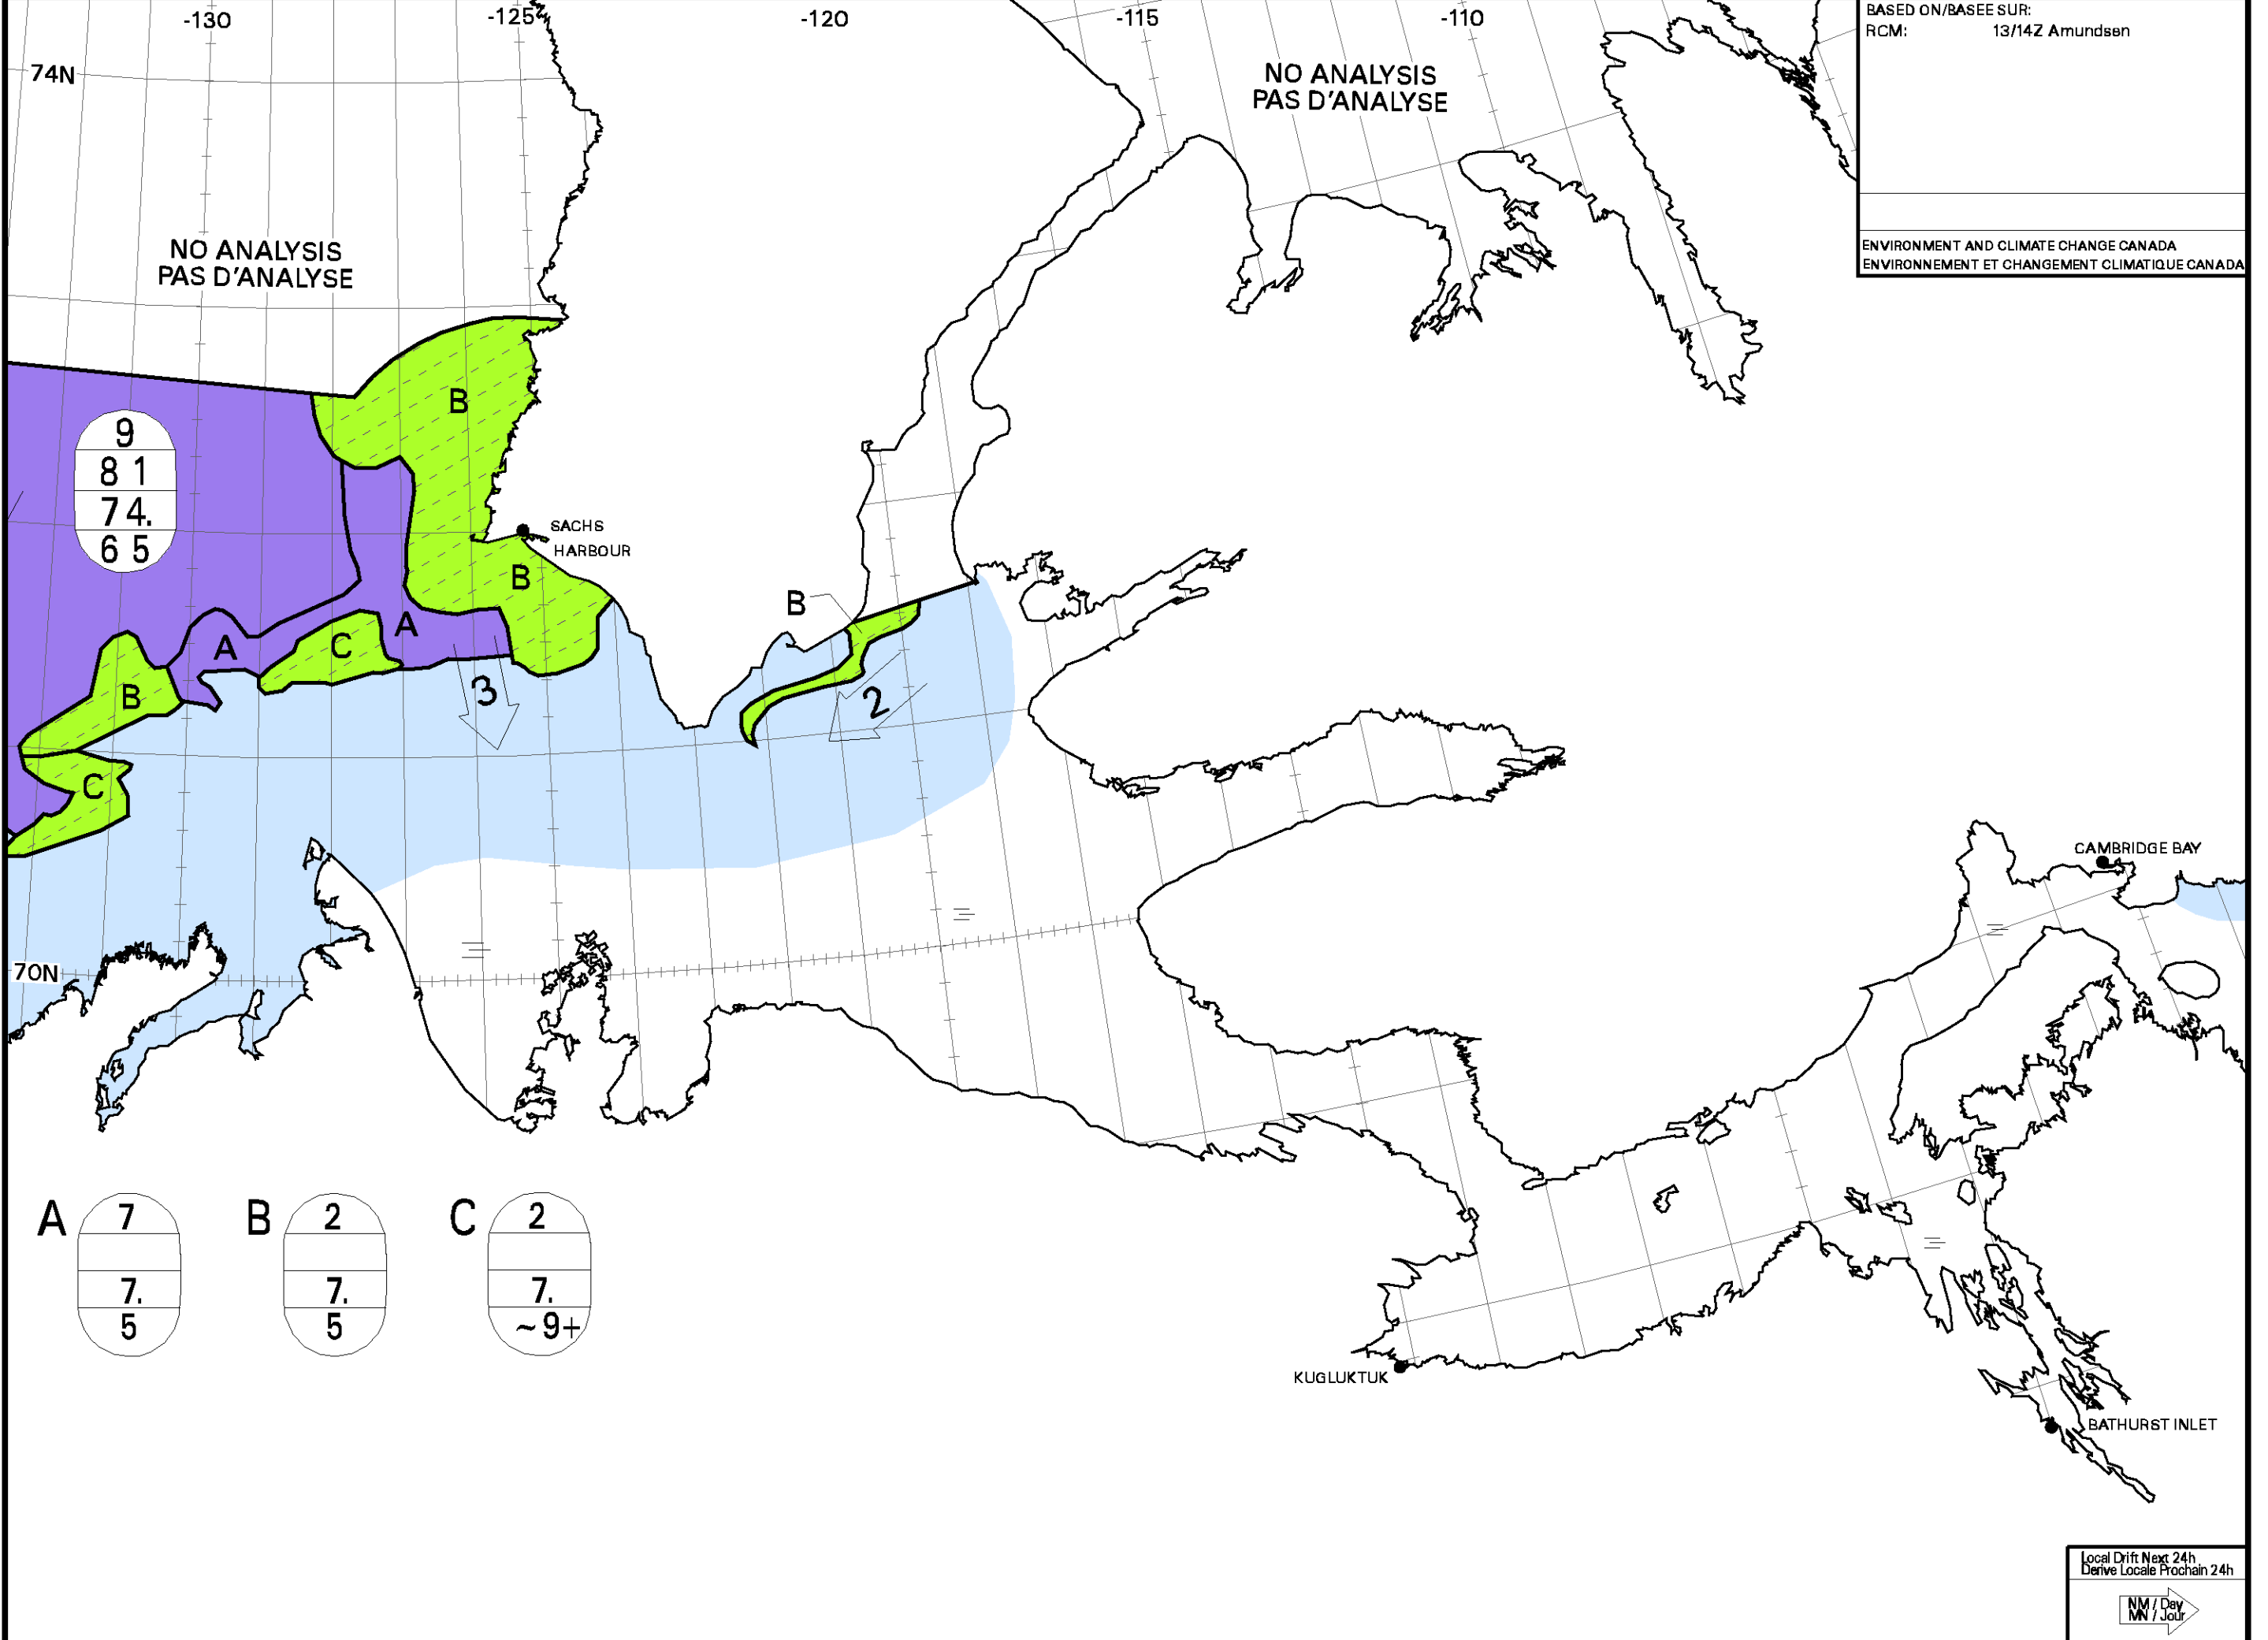 -130
-125
-120
-115
-110
BASED ON/BASEE SUR:
RCM: 13/14Z Amundsen
74N
NO ANALYSIS
PAS D'ANALYSE
NO ANALYSIS
PAS D'ANALYSE
ENVIRONMENT AND CLIMATE CHANGE CANADA
ENVIRONNEMENT ET CHANGEMENT CLIMATIQUE CANADA
B
9
8 1
7 4.
6 5
SACHS
HARBOUR
B
B
A
C
A
B
3
2
C
CAMBRIDGE BAY
70N
A
7
7.
5
B
2
7.
5
C
2
7.
~9+
KUGLUKTUK
BATHURST INLET
Local Drift Next 24h
Derive Locale Prochain 24h
NM / Day
MN / Jour